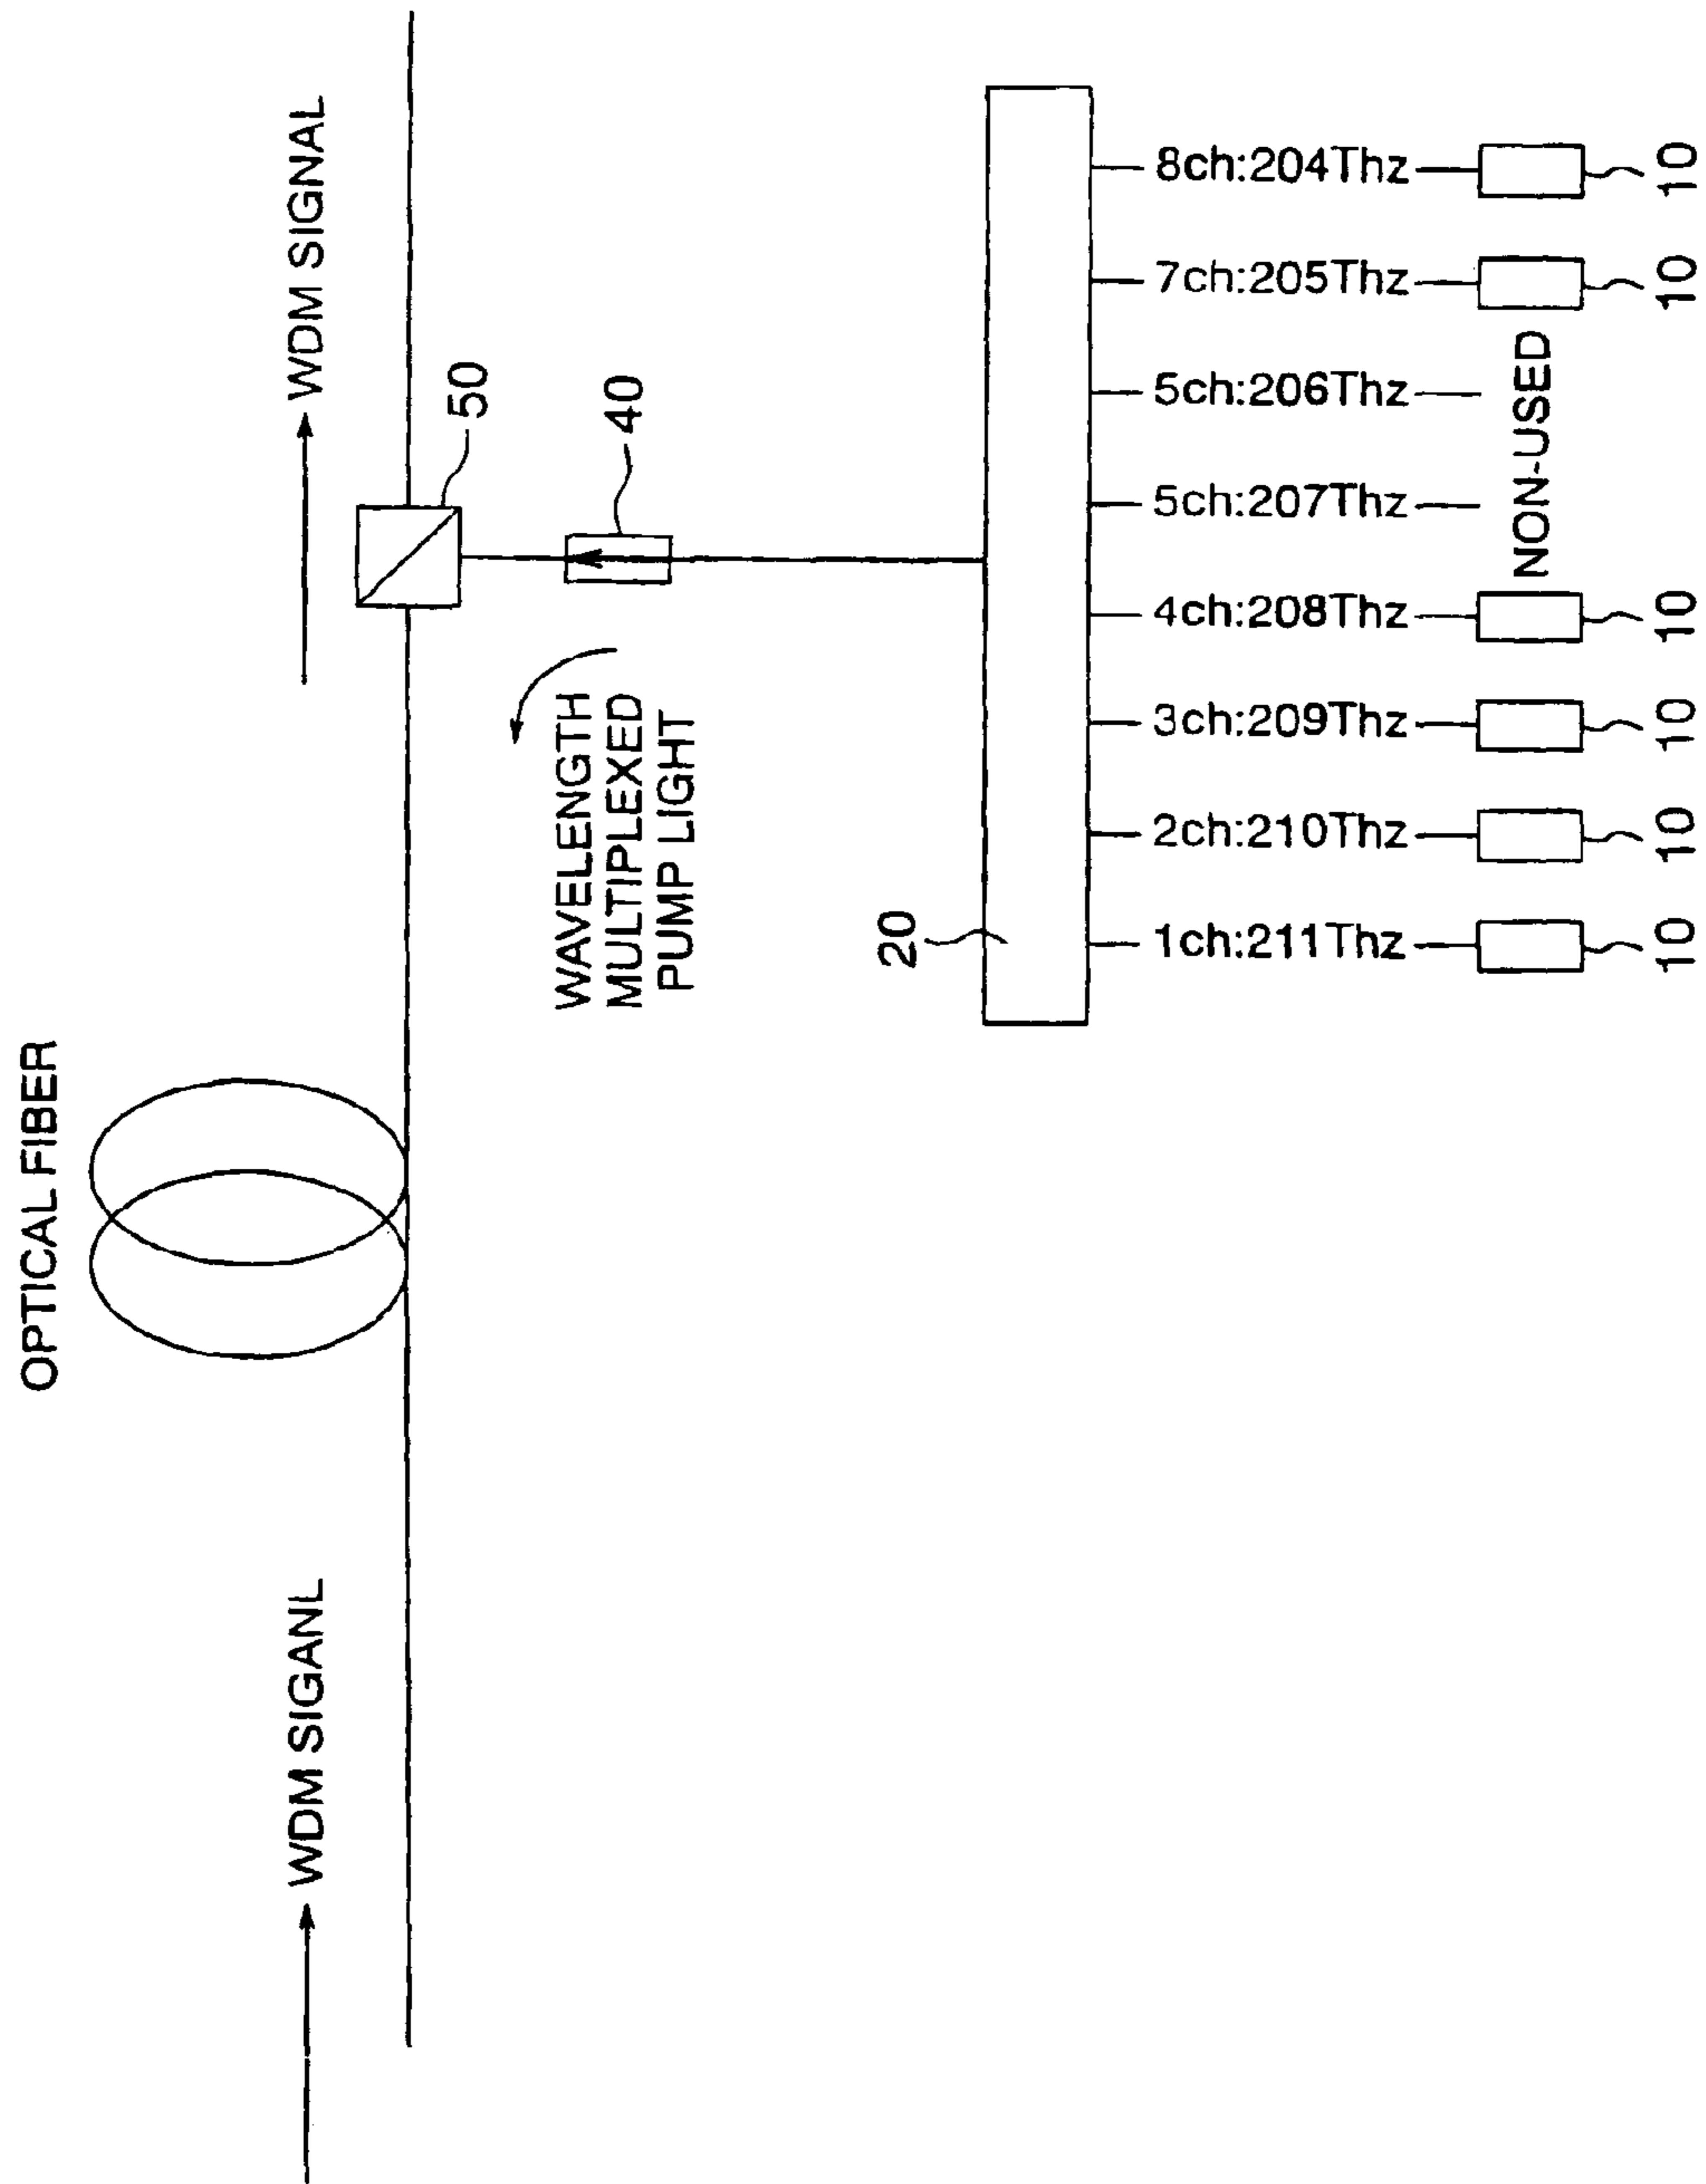 OPTICAL FIBER
WDM SIGANL
WDM SIGNAL
50
WAVELENGTH
MULTIPLEXED
PUMP LIGHT
40
20
1ch:211Thz
2ch:210Thz
3ch:209Thz
4ch:208Thz
5ch:207Thz
5ch:206Thz
7ch:205Thz
8ch:204Thz
NON-USED
10
10
10
10
10
10